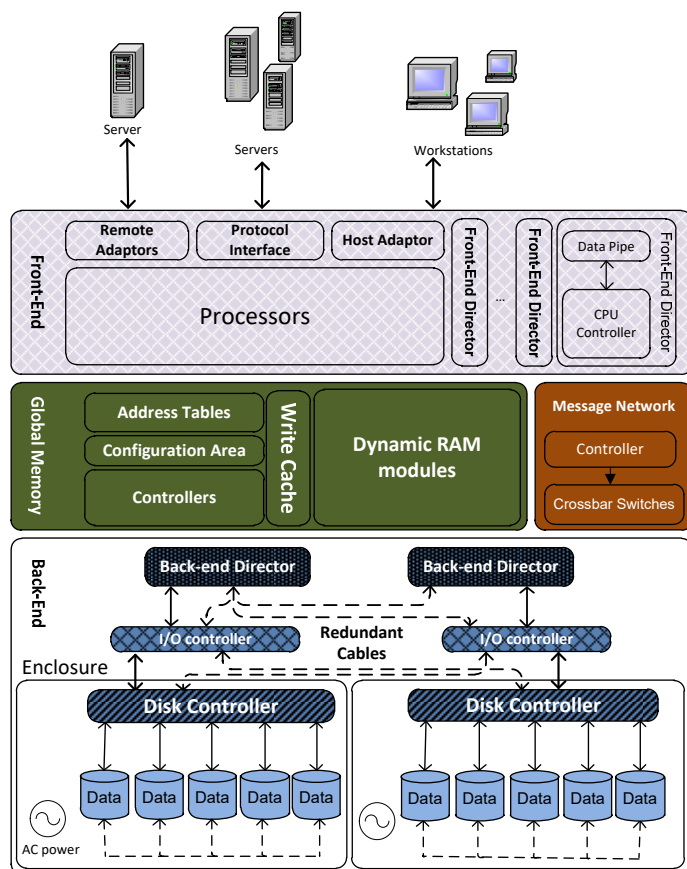 Server
Servers
Workstations
Front-End
Remote
Adaptors
Protocol
Interface
Host Adaptor
Processors
Front-End Director
...
Front-End Director
Data Pipe
CPU
Controller
Front-End Director
Global Memory
Address Tables
Configuration Area
Controllers
Write Cache
Dynamic RAM
modules
Message Network
Controller
Crossbar Switches
Back-End
Back-end Director
Back-end Director
I/O controller
Redundant
Cables
I/O controller
Enclosure
Disk Controller
Disk Controller
Data
Data
Data
Data
Data
Data
Data
Data
Data
Data
AC power